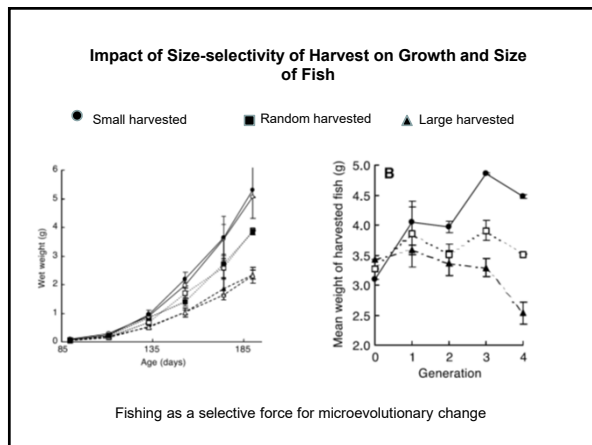 Impact of Size-selectivity of Harvest on Growth and Size
of Fish
Small harvested
Random harvested
Large harvested
6
5
4
3
2
1
0
Wet weight (g)
85
135
185
Age (days)
B
5.0
4.5
4.0
3.5
3.0
2.5
2.0
Mean weight of harvested fish (g)
0
1
2
3
4
Generation
Fishing as a selective force for microevolutionary change